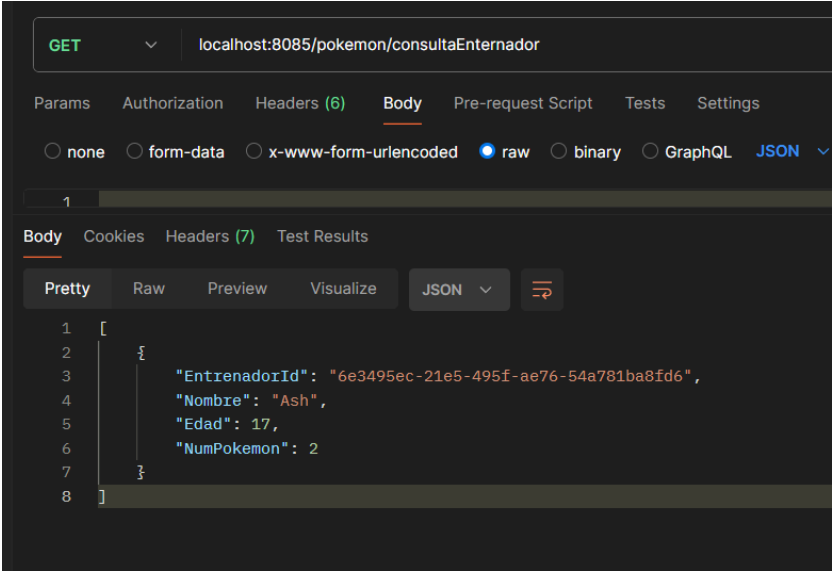 GET localhost:8085/pokemon/consultaEnternador
Params Authorization Headers (6) Body Pre-request Script Tests Settings
none form-data x-www-form-urlencoded raw binary GraphQL JSON
1
Body Cookies Headers (7) Test Results
Pretty Raw Preview Visualize JSON
1 [
2 {
3 "EntrenadorId": "6e3495ec-21e5-495f-ae76-54a781ba8fd6",
4 "Nombre": "Ash",
5 "Edad": 17,
6 "NumPokemon": 2
7 }
8 ]